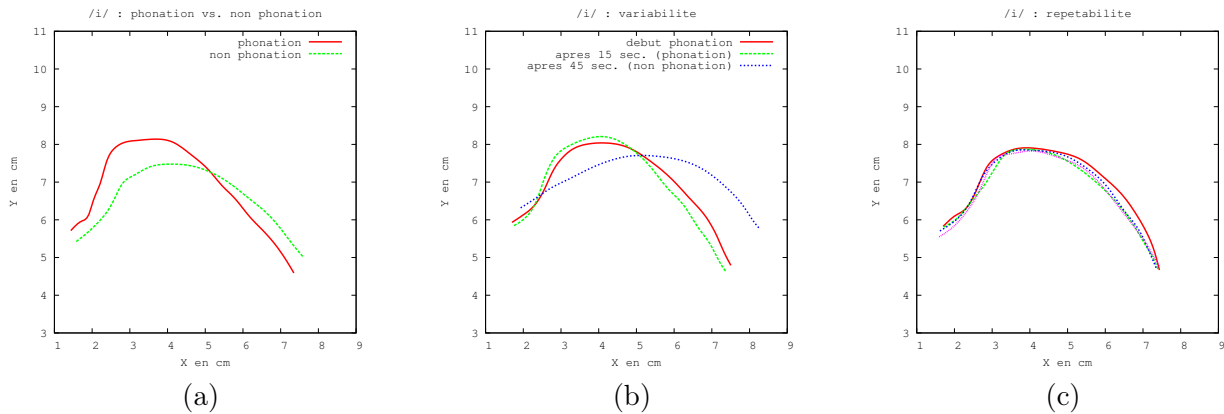 /i/ : phonation vs. non phonation
11
10
9
8
7
6
5
4
3
Y en cm
phonation
non phonation
1 2 3 4 5 6 7 8 9
X en cm
(a)
/i/ : variabilite
11
10
9
8
7
6
5
4
3
Y en cm
debut phonation
apres 15 sec. (phonation)
apres 45 sec. (non phonation)
1 2 3 4 5 6 7 8 9
X en cm
(b)
/i/ : repetabilite
11
10
9
8
7
6
5
4
3
Y en cm
1 2 3 4 5 6 7 8 9
X en cm
(c)